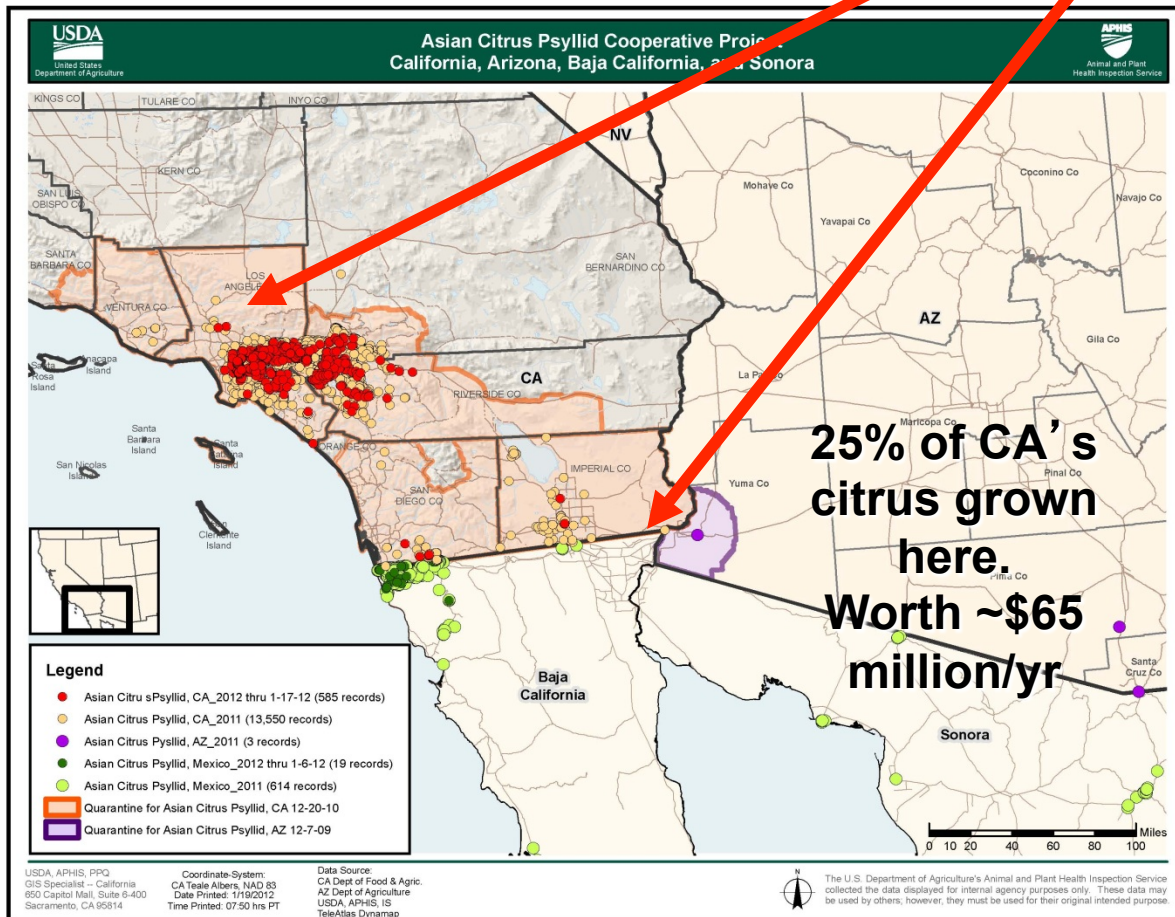 USDA
United States
Department of Agriculture
Asian Citrus Psyllid Cooperative Project
California, Arizona, Baja California, and Sonora
APHIS
Animal and Plant
Health Inspection Service
KINGS CO
TULARE CO
INYO CO
NV
KERN CO
SAN LUIS
OBISPO CO
Mohave Co
Coconino Co
Navajo Co
Yavapai Co
SANTA
BARBARA CO
LOS
VENTURA CO
SAN
BERNARDINO CO
AZ
Gila Co
Santa
Rosa
Island
Anacapa
Island
CA
RIVERSIDE CO
Maricopa Co
Santa
Barbara
Island
Santa
Island
ORANGE CO
San Nicolas
Island
SAN
DIEGO CO
IMPERIAL CO
Yuma Co
Pinal Co
San
Clemente
Island
25% of CA's
citrus grown
here.
Worth ~$65
million/yr
Pima Co
Santa
Cruz Co
Baja
California
Sonora
Legend
Asian Citru sPsyllid, CA_2012 thru 1-17-12 (585 records)
Asian Citrus Psyllid, CA_2011 (13,550 records)
Asian Citrus Psyllid, AZ_2011 (3 records)
Asian Citrus Psyllid, Mexico_2012 thru 1-6-12 (19 records)
Asian Citrus Psyllid, Mexico_2011 (614 records)
Quarantine for Asian Citrus Psyllid, CA 12-20-10
Quarantine for Asian Citrus Psyllid, AZ 12-7-09
Miles
0 10 20 40 60 80 100
USDA, APHIS, PPQ
GIS Specialist -- California
650 Capitol Mall, Suite 6-400
Sacramento, CA 95814
Coordinate-System:
CA Teale Albers, NAD 83
Date Printed: 1/19/2012
Time Printed: 07:50 hrs PT
Data Source:
CA Dept of Food & Agric.
AZ Dept of Agriculture
USDA, APHIS, IS
TeleAtlas Dynamap
N
The U.S. Department of Agriculture's Animal and Plant Health Inspection Service
collected the data displayed for internal agency purposes only. These data may
be used by others; however, they must be used for their original intended purpose.